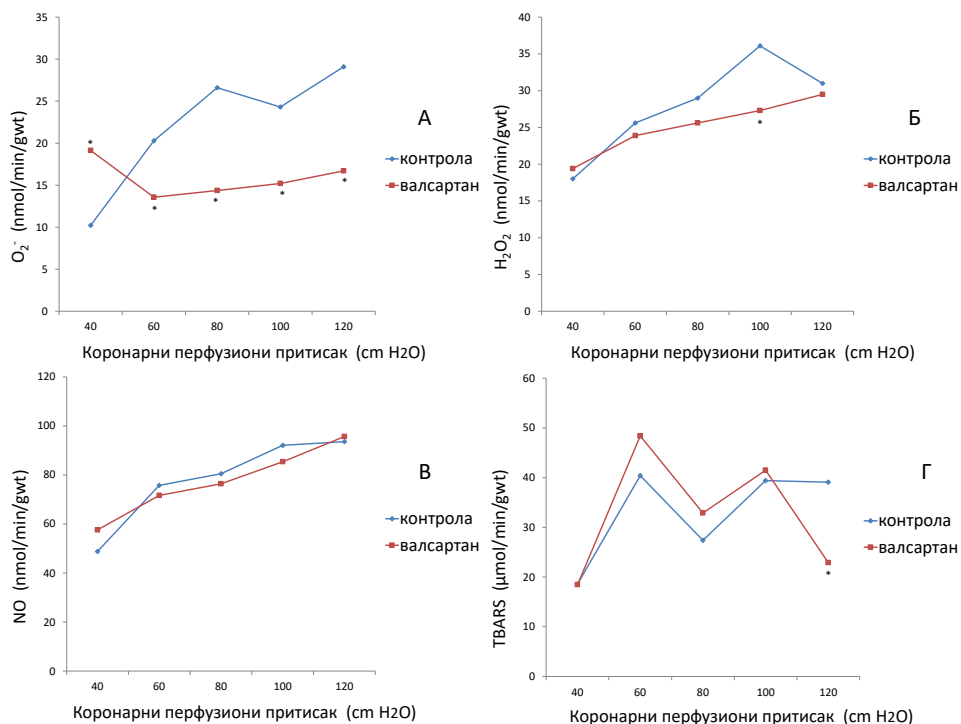 35
30
25
20
15
10
5
0
O₂⁻ (nmol/min/gwt)
*
*
*
*
*
А
контрола
валсартан
40 60 80 100 120
Коронарни перфузиони притисак (cm H2O)
40
35
30
25
20
15
10
5
0
H₂O₂ (nmol/min/gwt)
*
Б
контрола
валсартан
40 60 80 100 120
Коронарни перфузиони притисак (cm H2O)
120
100
80
60
40
20
0
NO (nmol/min/gwt)
В
контрола
валсартан
40 60 80 100 120
Коронарни перфузиони притисак (cm H2O)
60
50
40
30
20
10
0
TBARS (µmol/min/gwt)
*
Г
контрола
валсартан
40 60 80 100 120
Коронарни перфузиони притисак (cm H2O)